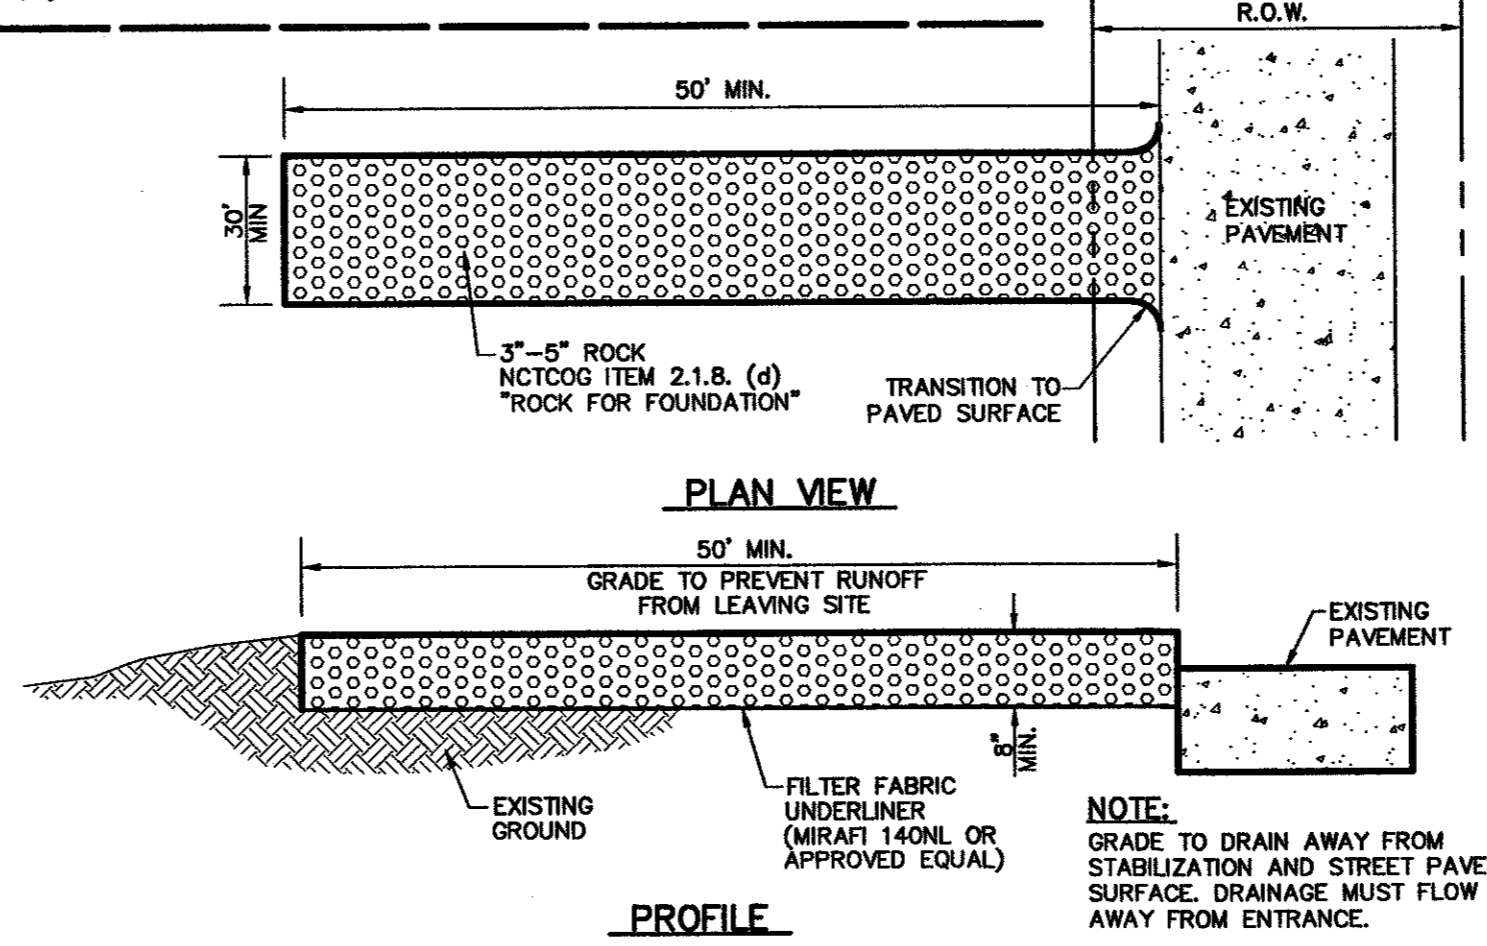 R.O.W.
50' MIN.
30'
MIN
EXISTING
PAVEMENT
3"-5" ROCK
NCTCOG ITEM 2.1.8. (d)
"ROCK FOR FOUNDATION"
TRANSITION TO
PAVED SURFACE
PLAN VIEW
50' MIN.
GRADE TO PREVENT RUNOFF
FROM LEAVING SITE
EXISTING
PAVEMENT
8"
MIN.
EXISTING
GROUND
FILTER FABRIC
UNDERLINER
(MIRAFI 140NL OR
APPROVED EQUAL)
NOTE:
GRADE TO DRAIN AWAY FROM
STABILIZATION AND STREET PAVE
SURFACE. DRAINAGE MUST FLOW
AWAY FROM ENTRANCE.
PROFILE